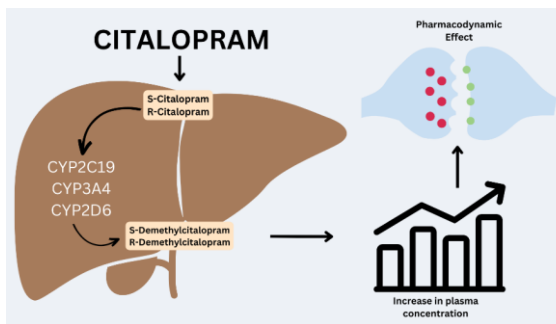 CITALOPRAM
S-Citalopram
R-Citalopram
CYP2C19
CYP3A4
CYP2D6
S-Demethylcitalopram
R-Demethylcitalopram
Increase in plasma
concentration
Pharmacodynamic
Effect